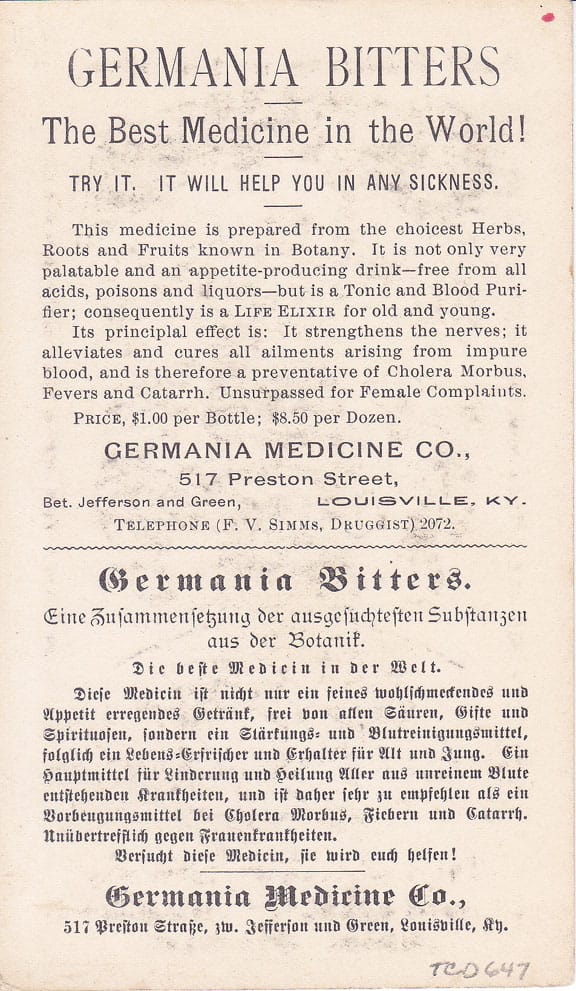 GERMANIA BITTERS
The Best Medicine in the World!
TRY IT. IT WILL HELP YOU IN ANY SICKNESS.
This medicine is prepared from the choicest Herbs,
Roots and Fruits known in Botany. It is not only very
palatable and an appetite-producing drink—free from all
acids, poisons and liquors—but is a Tonic and Blood Puri-
fier; consequently is a LIFE ELIXIR for old and young.
Its principlal effect is: It strengthens the nerves; it
alleviates and cures all ailments arising from impure
blood, and is therefore a preventative of Cholera Morbus,
Fevers and Catarrh. Unsurpassed for Female Complaints.
PRICE, $1.00 per Bottle; $8.50 per Dozen.
GERMANIA MEDICINE CO.,
517 Preston Street,
Bet. Jefferson and Green, LOUISVILLE, KY.
TELEPHONE (F. V. SIMMS, DRUGGIST) 2072.
Germania Bitters.
Eine Zusammensetzung der ausgesuchtesten Substanzen
aus der Botanik.
Die beste Medicin in der Welt.
Diese Medicin ist nicht nur ein feines wohlschmeckendes und
Appetit erregendes Getränk, frei von allen Säuren, Gifte und
Spirituosen, sondern ein Stärkungs- und Blutreinigungsmittel,
folglich ein Lebens-Erfrischer und Erhalter für Alt und Jung. Ein
Hauptmittel für Linderung und Heilung Aller aus unreinem Blute
entstehenden Krankheiten, und ist daher sehr zu empfehlen als ein
Vorbengungsmittel bei Cholera Morbus, Fiebern und Catarrh.
Unübertrefflich gegen Frauenkrankheiten.
Versucht diese Medicin, sie wird euch helfen!
Germania Medicine Co.,
517 Preston Straße, zw. Jefferson und Green, Louisville, Ky.
TCD647